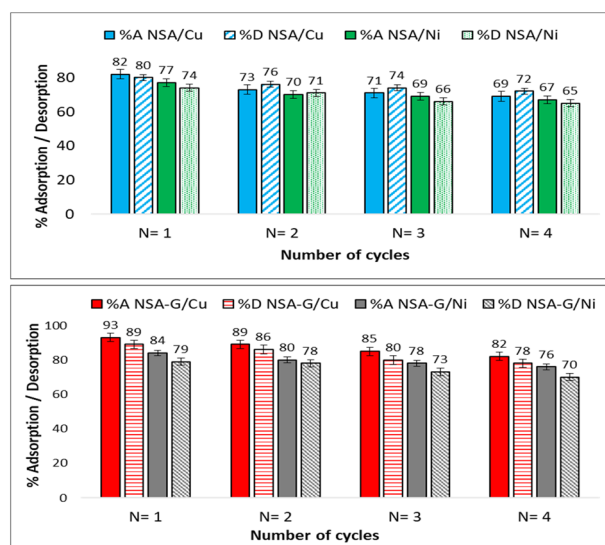 %A NSA/Cu %D NSA/Cu %A NSA/Ni %D NSA/Ni
82 80 77 74 73 76 70 71 71 74 69 66 69 72 67 65
% Adsorption / Desorption
80
60
40
20
0
N= 1 N= 2 N= 3 N= 4
Number of cycles
%A NSA-G/Cu %D NSA-G/Cu %A NSA-G/Ni %D NSA-G/Ni
93 89 84 79 89 86 80 78 85 80 78 73 82 78 76 70
% Adsorption / Desorption
100
80
60
40
20
0
N= 1 N= 2 N= 3 N= 4
Number of cycles